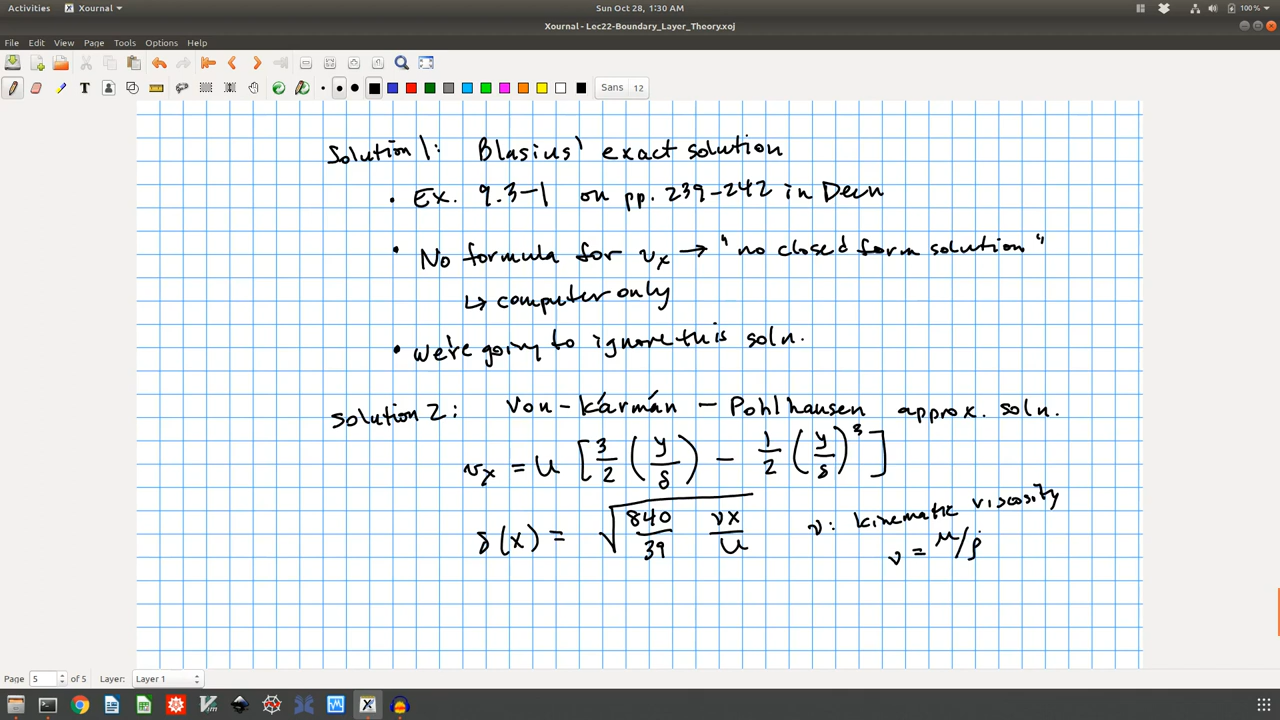 Activities Xournal Sun Oct 28, 1:30 AM 100 %
Xournal - Lec22-Boundary_Layer_Theory.xoj
File Edit View Page Tools Options Help
Sans 12
Solution 1: Blasius' exact solution
• Ex. 9.3-1 on pp. 239-242 in Deen
• No formula for vx → "no closed form solution"
↳ computer only
• We're going to ignore this soln.
Solution 2: Von-Kármán - Pohlhausen approx. soln.
vx = U [3/2 (y/δ) - 1/2 (y/δ)³]
δ(x) = √(840/39 νx/U) ν: kinematic viscosity
ν = μ/ρ
Page 5 of 5 Layer: Layer 1